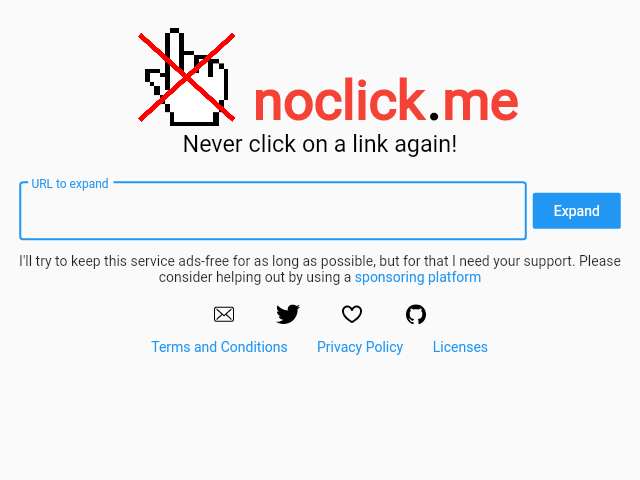 noclick.me
Never click on a link again!
URL to expand
Expand
I'll try to keep this service ads-free for as long as possible, but for that I need your support. Please
consider helping out by using a sponsoring platform
Terms and Conditions Privacy Policy Licenses